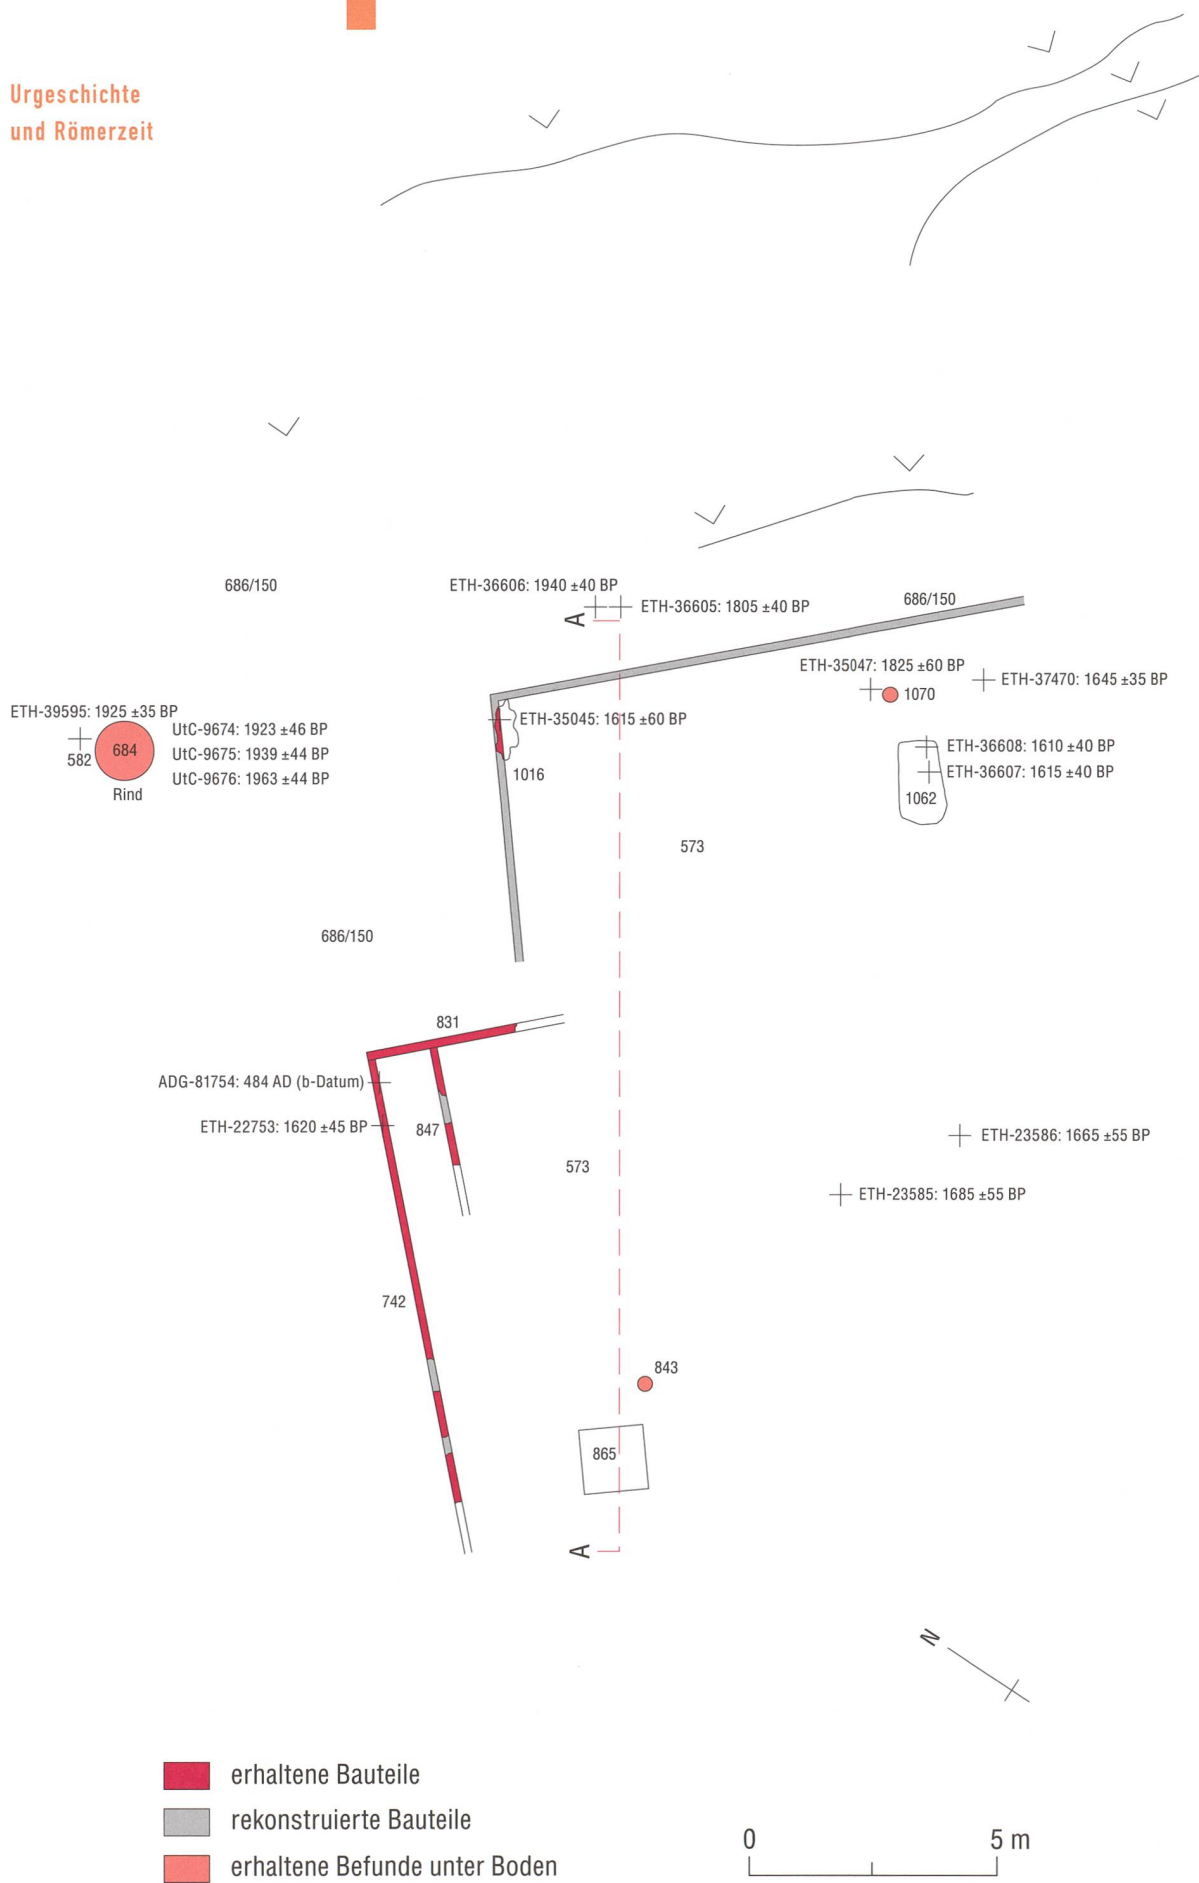 Urgeschichte
und Römerzeit
686/150
ETH-36606: 1940 ±40 BP
ETH-36605: 1805 ±40 BP
A
686/150
ETH-35047: 1825 ±60 BP
1070
ETH-37470: 1645 ±35 BP
ETH-39595: 1925 ±35 BP
582
684
Rind
UtC-9674: 1923 ±46 BP
UtC-9675: 1939 ±44 BP
UtC-9676: 1963 ±44 BP
ETH-35045: 1615 ±60 BP
1016
ETH-36608: 1610 ±40 BP
ETH-36607: 1615 ±40 BP
1062
573
686/150
831
ADG-81754: 484 AD (b-Datum)
ETH-22753: 1620 ±45 BP
847
573
ETH-23586: 1665 ±55 BP
ETH-23585: 1685 ±55 BP
742
843
865
A
N
erhaltene Bauteile
rekonstruierte Bauteile
erhaltene Befunde unter Boden
0 5 m